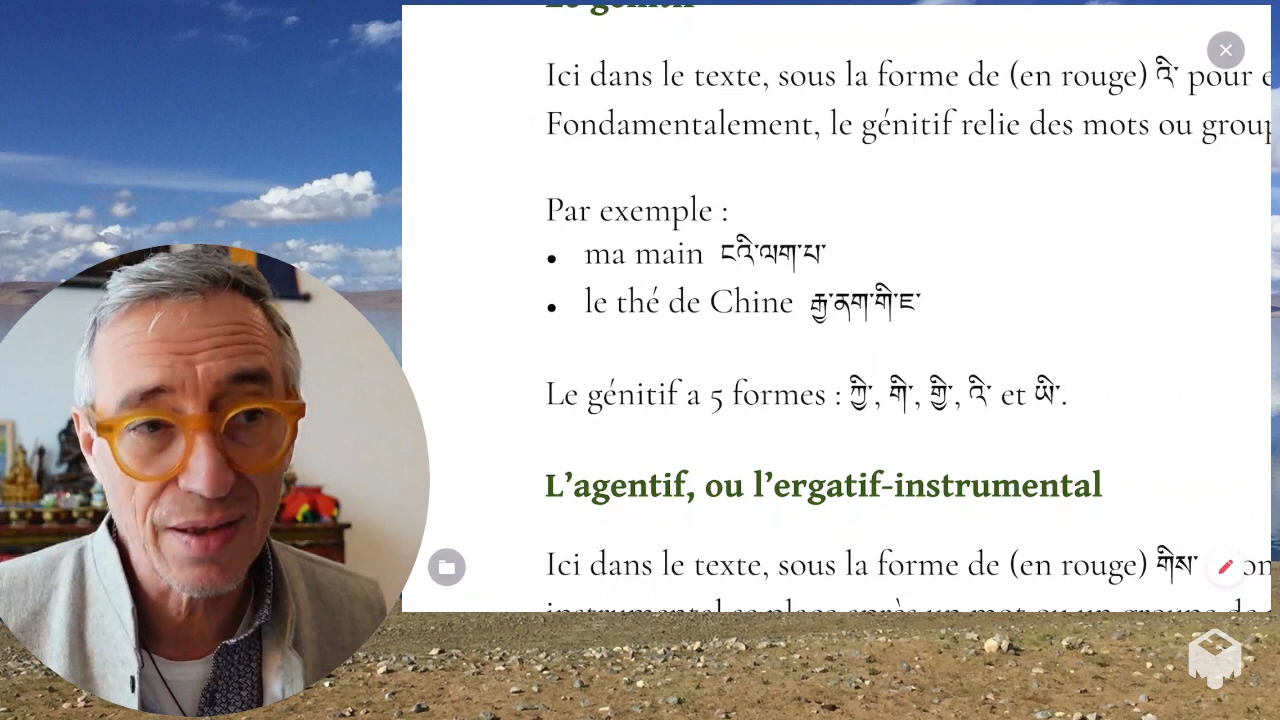 Le génitif
Ici dans le texte, sous la forme de (en rouge) འི་ pour
Fondamentalement, le génitif relie des mots ou
Par exemple :
• ma main ངའི་ལག་པ་
• le thé de Chine རྒྱ་ནག་གི་ཇ་
Le génitif a 5 formes : ཀྱི་, གི་, གྱི་, འི་ et ཡི་.
L’agentif, ou l’ergatif-instrumental
Ici dans le texte, sous la forme de (en rouge) གིས་